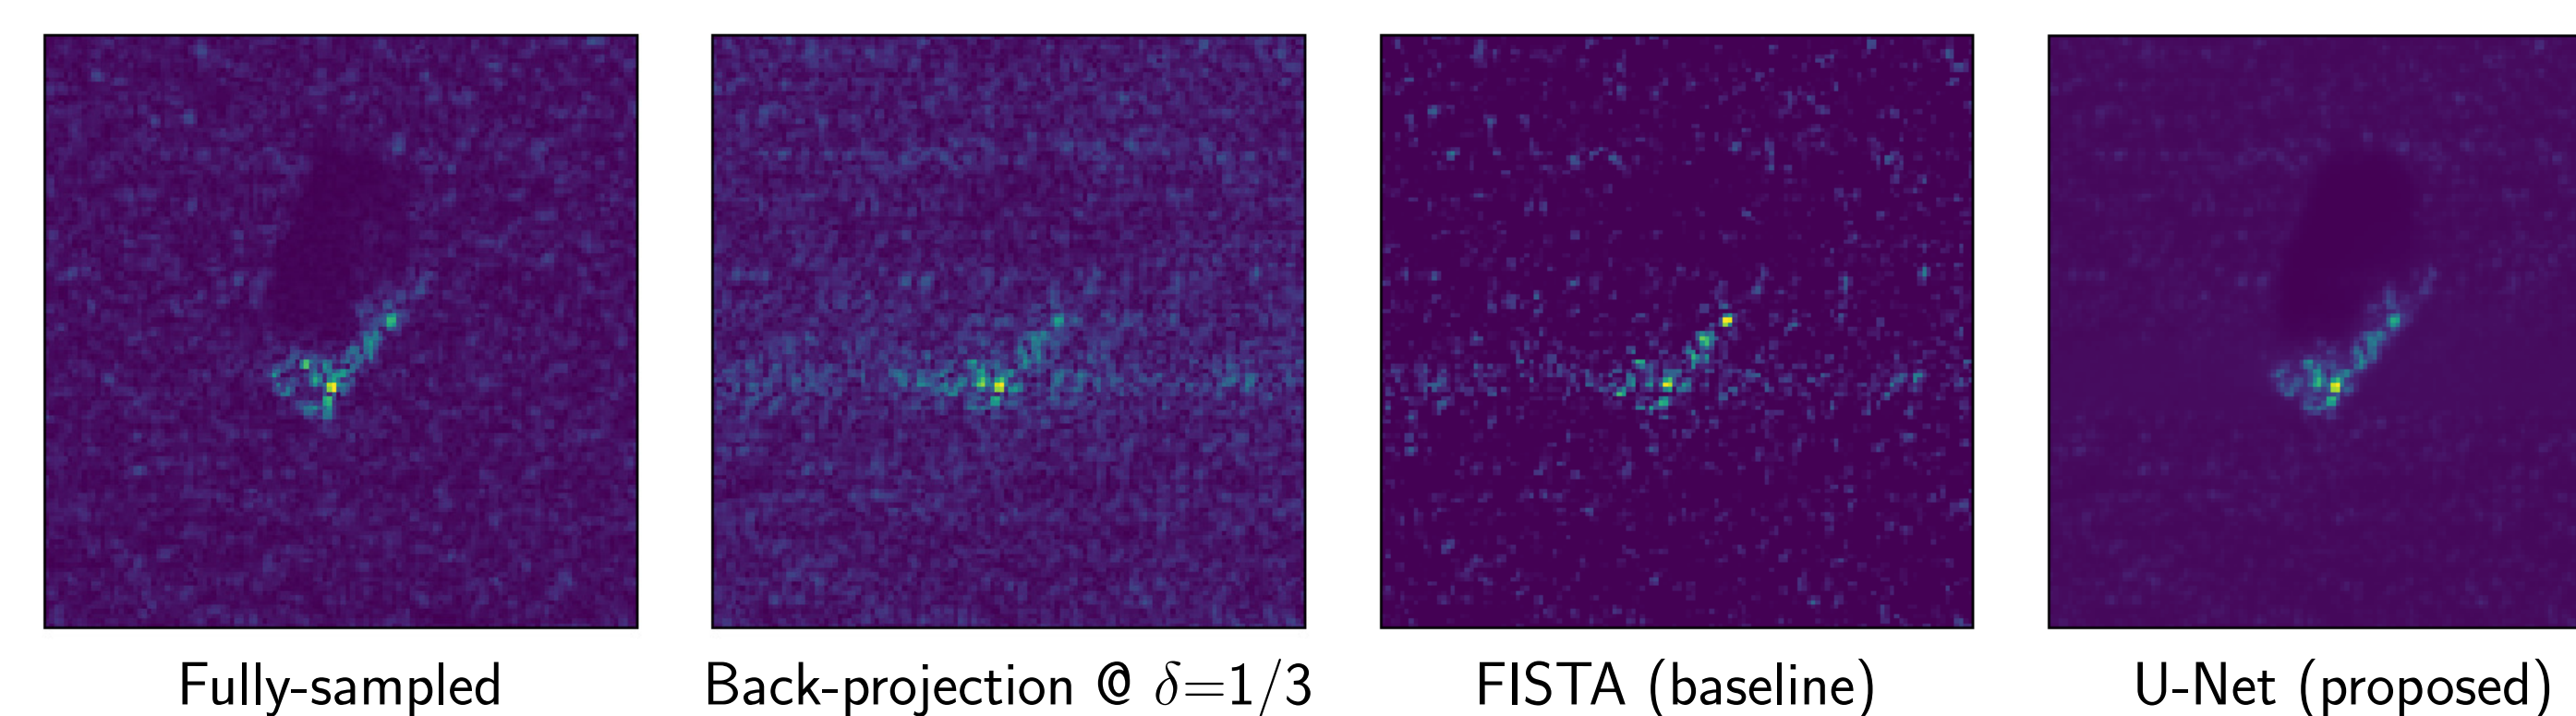 Fully-sampled
Back-projection @ δ=1/3
FISTA (baseline)
U-Net (proposed)